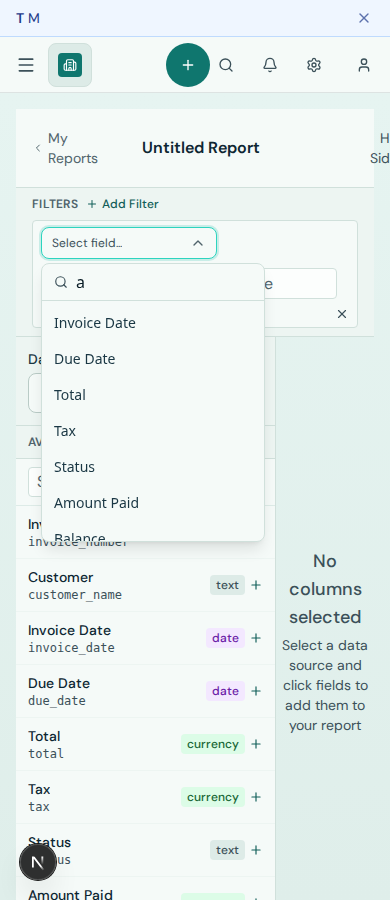 T M
My
Reports
Untitled Report
H
Sid
FILTERS
Add Filter
Select field...
a
e
Invoice Date
Due Date
Total
Tax
Status
Amount Paid
Balance
Da
AV
S
Inv
invoice_number
Customer
customer_name
text
Invoice Date
invoice_date
date
Due Date
due_date
date
Total
total
currency
Tax
tax
currency
Status
us
text
Amount Paid
N
No
columns
selected
Select a data
source and
click fields to
add them to
your report